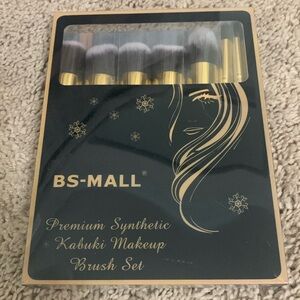 BS-MALL®
Premium Synthetic
Kabuki Makeup
Brush Set